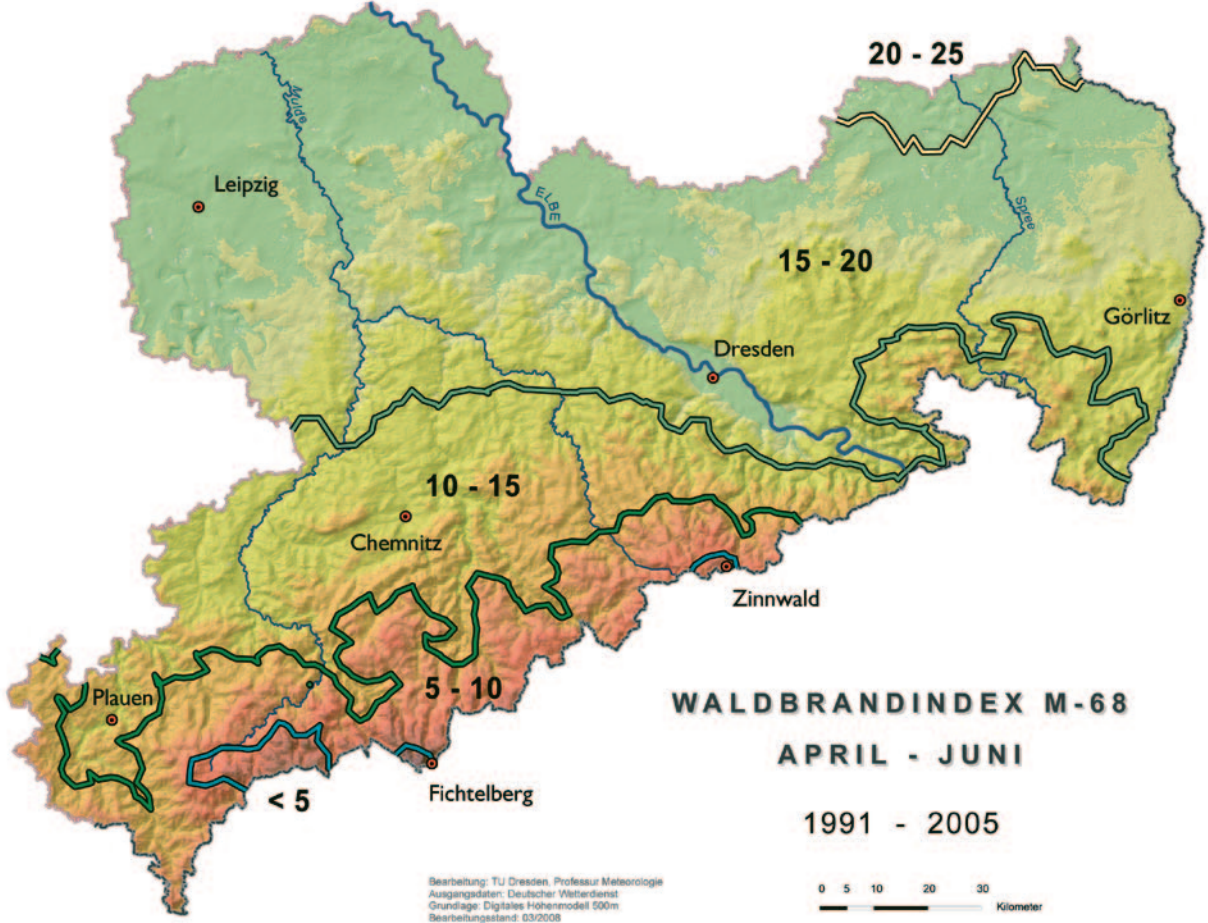 20 - 25
Mulde
Leipzig
ELBE
Spree
15 - 20
Görlitz
Dresden
10 - 15
Chemnitz
Zinnwald
5 - 10
Plauen
WALDBRANDINDEX M-68
APRIL - JUNI
< 5
Fichtelberg
1991 - 2005
Bearbeitung: TU Dresden, Professur Meteorologie
Ausgangsdaten: Deutscher Wetterdienst
Grundlage: Digitales Höhenmodell 500m
Bearbeitungsstand: 03/2008
0 5 10 20 30
Kilometer